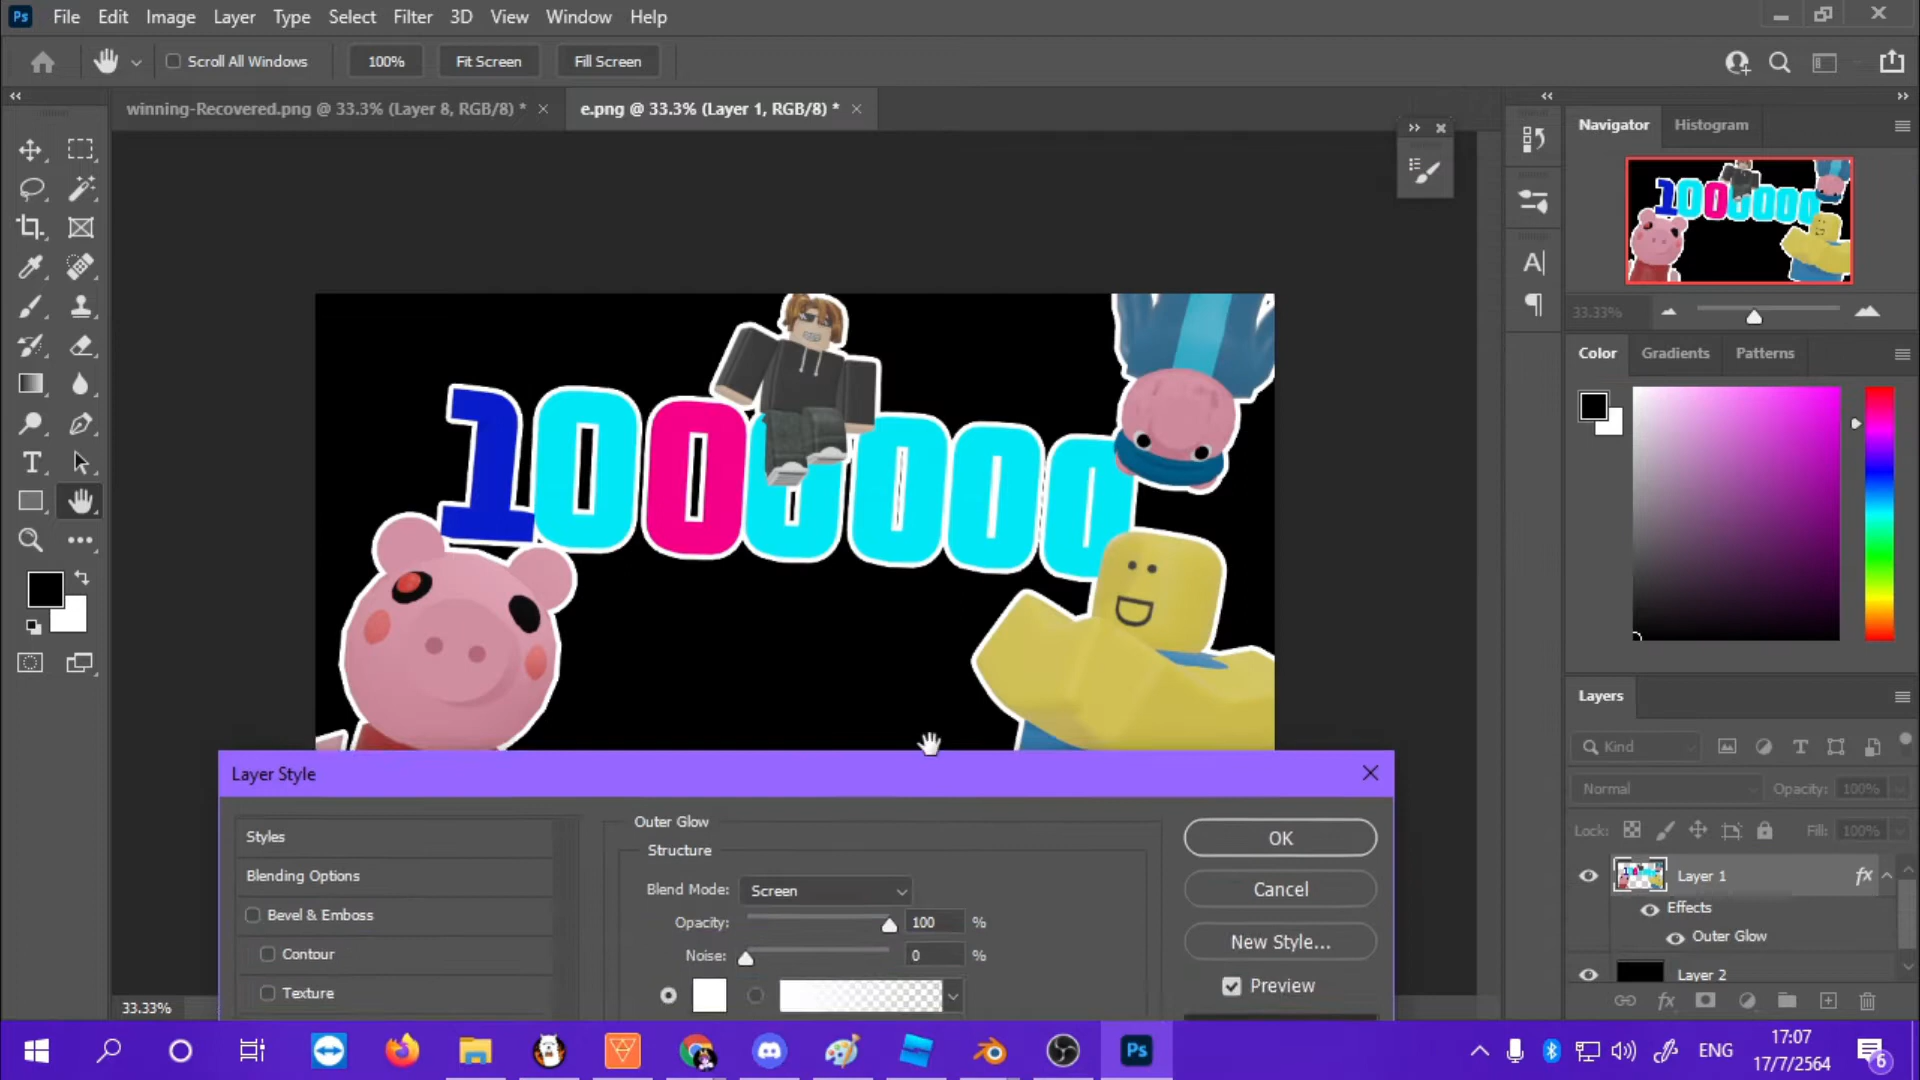 Ps File Edit Image Layer Type Select Filter 3D View Window Help
Scroll All Windows 100% Fit Screen Fill Screen
winning-Recovered.png @ 33.3% (Layer 8, RGB/8) * e.png @ 33.3% (Layer 1, RGB/8) *
Navigator Histogram
1000000
33.33%
Color Gradients Patterns
Layers
Kind
Normal Opacity: 100%
Lock: Fill: 100%
Layer 1 fx
Effects
Outer Glow
Layer 2
Layer Style
Styles
Blending Options
Bevel & Emboss
Contour
Texture
Outer Glow
Structure
Blend Mode: Screen
Opacity: 100 %
Noise: 0 %
OK
Cancel
New Style...
Preview
33.33%
Ps
ENG
17:07
17/7/2564
6